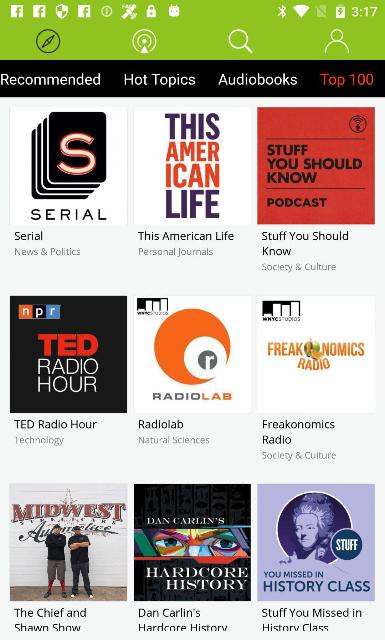 3:17
Recommended
Hot Topics
Audiobooks
Top 100
S
SERIAL
Serial
News & Politics
THIS
AMER
ICAN
LIFE
This American Life
Personal Journals
STUFF
YOU SHOULD
KNOW
PODCAST
Stuff You Should
Know
Society & Culture
npr
TED
RADIO
HOUR
TED Radio Hour
Technology
WNYC STUDIOS
r
RADIOLAB
Radiolab
Natural Sciences
WNYC STUDIOS
FREAKONOMICS
RADIO
Freakonomics
Radio
Society & Culture
MIDWEST
The Chief and
Shawn Show
DAN CARLIN'S
HARDCORE
HISTORY
Dan Carlin's
Hardcore History
STUFF
YOU MISSED IN
HISTORY CLASS
Stuff You Missed in
History Class